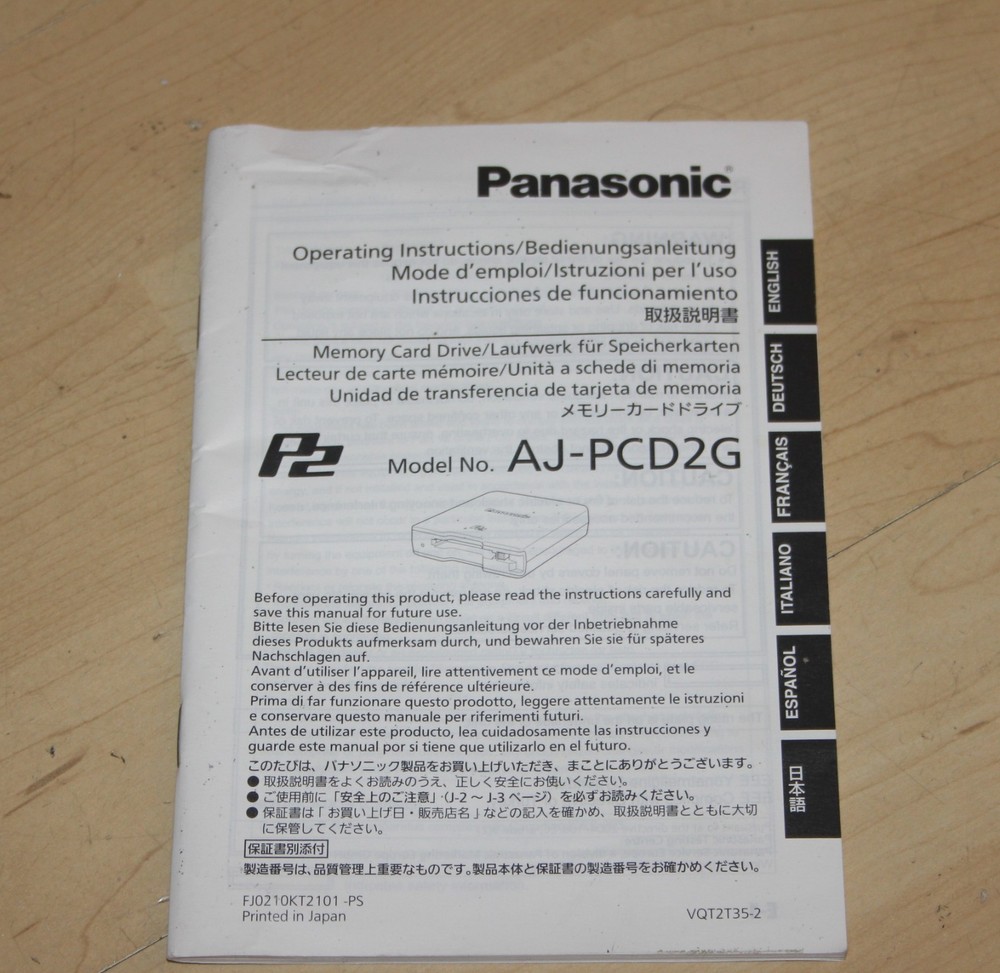 Panasonic®
Operating Instructions/Bedienungsanleitung
Mode d'emploi/Istruzioni per l'uso
Instrucciones de funcionamiento
取扱説明書
Memory Card Drive/Laufwerk für Speicherkarten
Lecteur de carte mémoire/Unità a schede di memoria
Unidad de transferencia de tarjeta de memoria
メモリーカードドライブ
P2
Model No. AJ-PCD2G
Before operating this product, please read the instructions carefully and
save this manual for future use.
Bitte lesen Sie diese Bedienungsanleitung vor der Inbetriebnahme
dieses Produkts aufmerksam durch, und bewahren Sie sie für späteres
Nachschlagen auf.
Avant d'utiliser l'appareil, lire attentivement ce mode d'emploi, et le
conserver à des fins de référence ultérieure.
Prima di far funzionare questo prodotto, leggere attentamente le istruzioni
e conservare questo manuale per riferimenti futuri.
Antes de utilizar este producto, lea cuidadosamente las instrucciones y
guarde este manual por si tiene que utilizarlo en el futuro.
このたびは、パナソニック製品をお買い上げいただき、まことにありがとうございます。
● 取扱説明書をよくお読みのうえ、正しく安全にお使いください。
● ご使用前に「安全上のご注意」(J-2 ～ J-3 ページ）を必ずお読みください。
● 保証書は「お買い上げ日・販売店名」などの記入を確かめ、取扱説明書とともに大切
に保管してください。
保証書別添付
製造番号は、品質管理上重要なものです。製品本体と保証書の製造番号をお確かめください。
FJ0210KT2101 -PS
Printed in Japan
VQT2T35-2
ENGLISH
DEUTSCH
FRANÇAIS
ITALIANO
ESPAÑOL
日本語